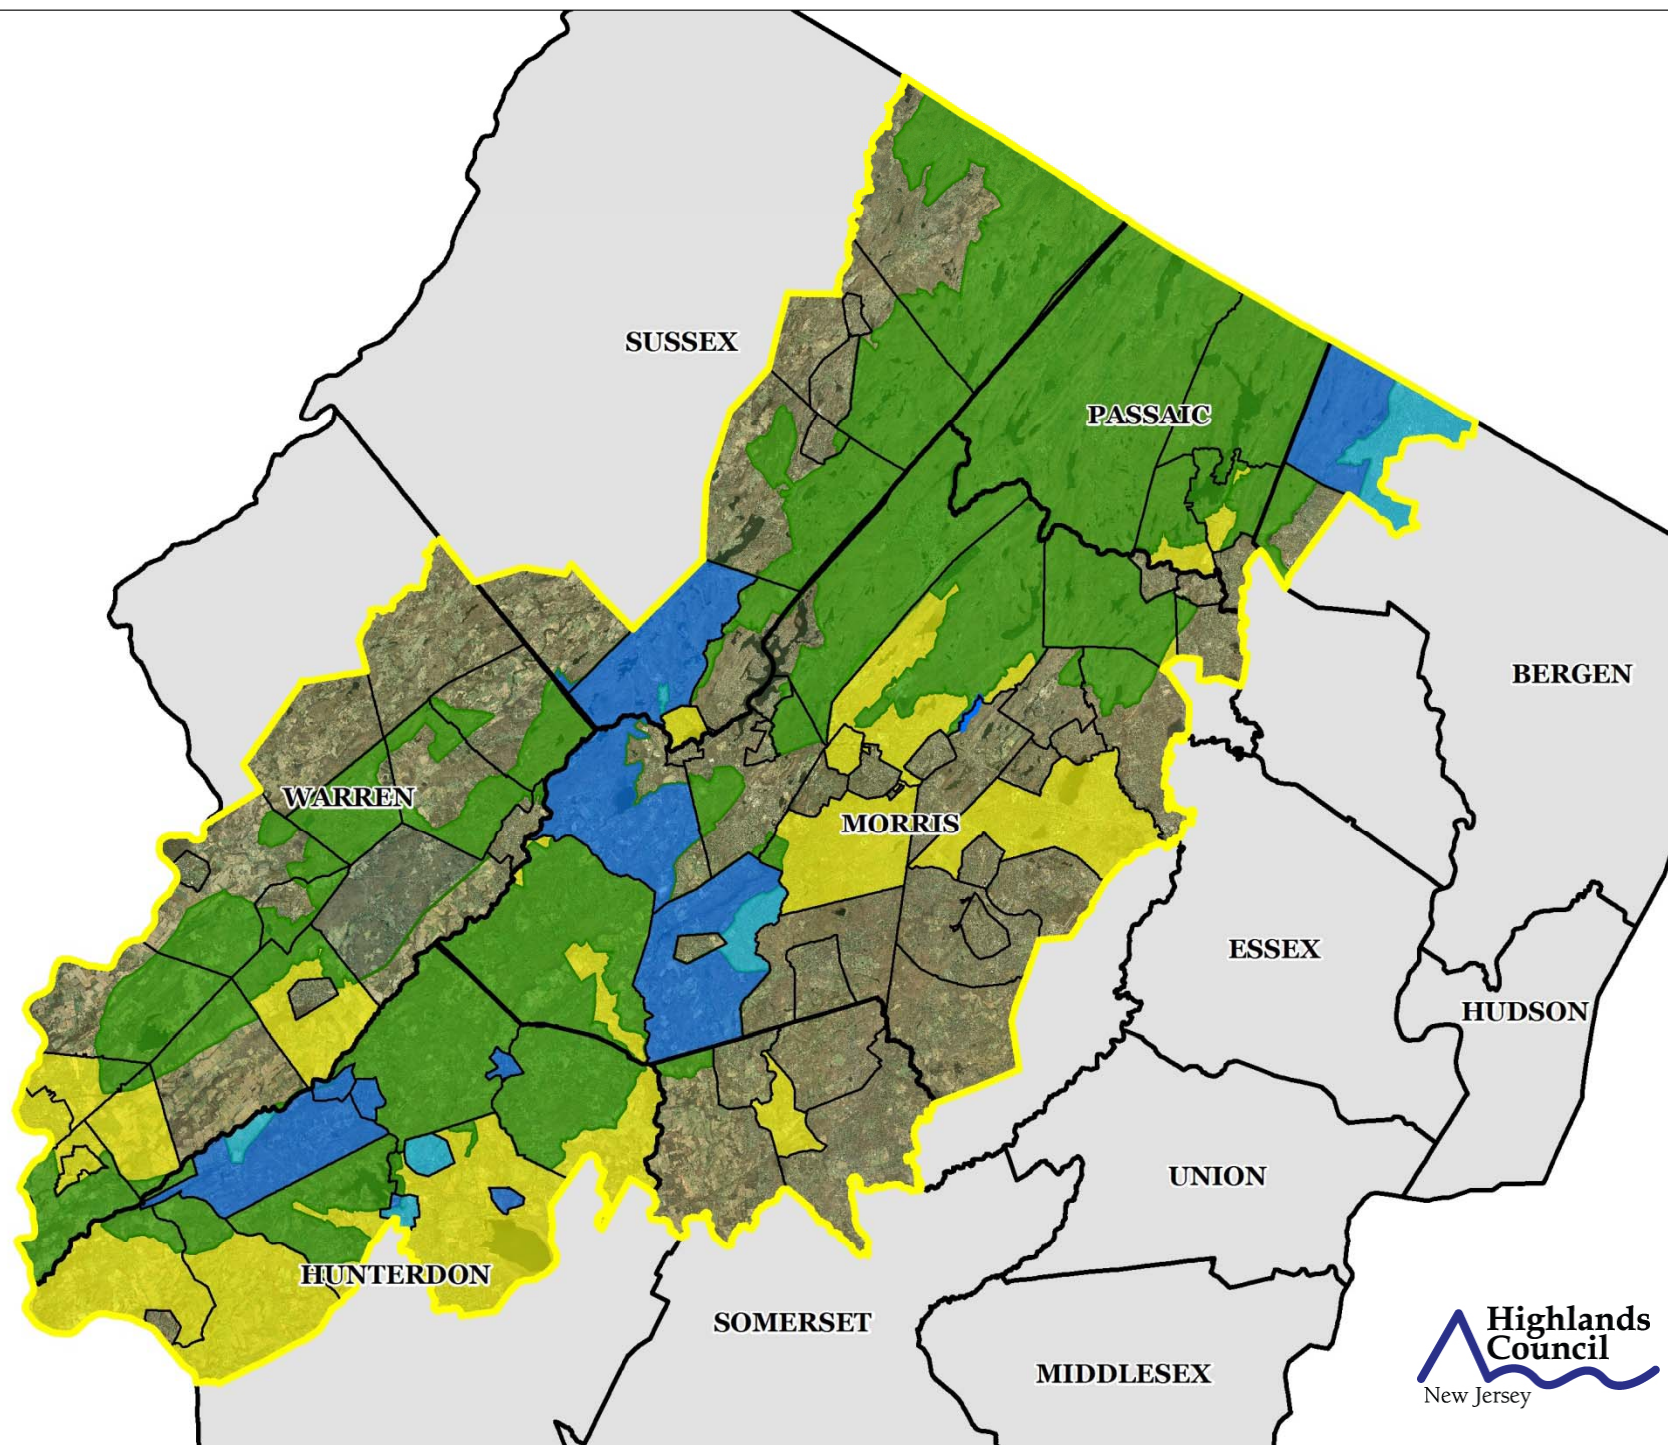 SUSSEX
PASSAIC
BERGEN
WARREN
MORRIS
ESSEX
HUDSON
UNION
HUNTERDON
SOMERSET
MIDDLESEX
Highlands
Council
New Jersey